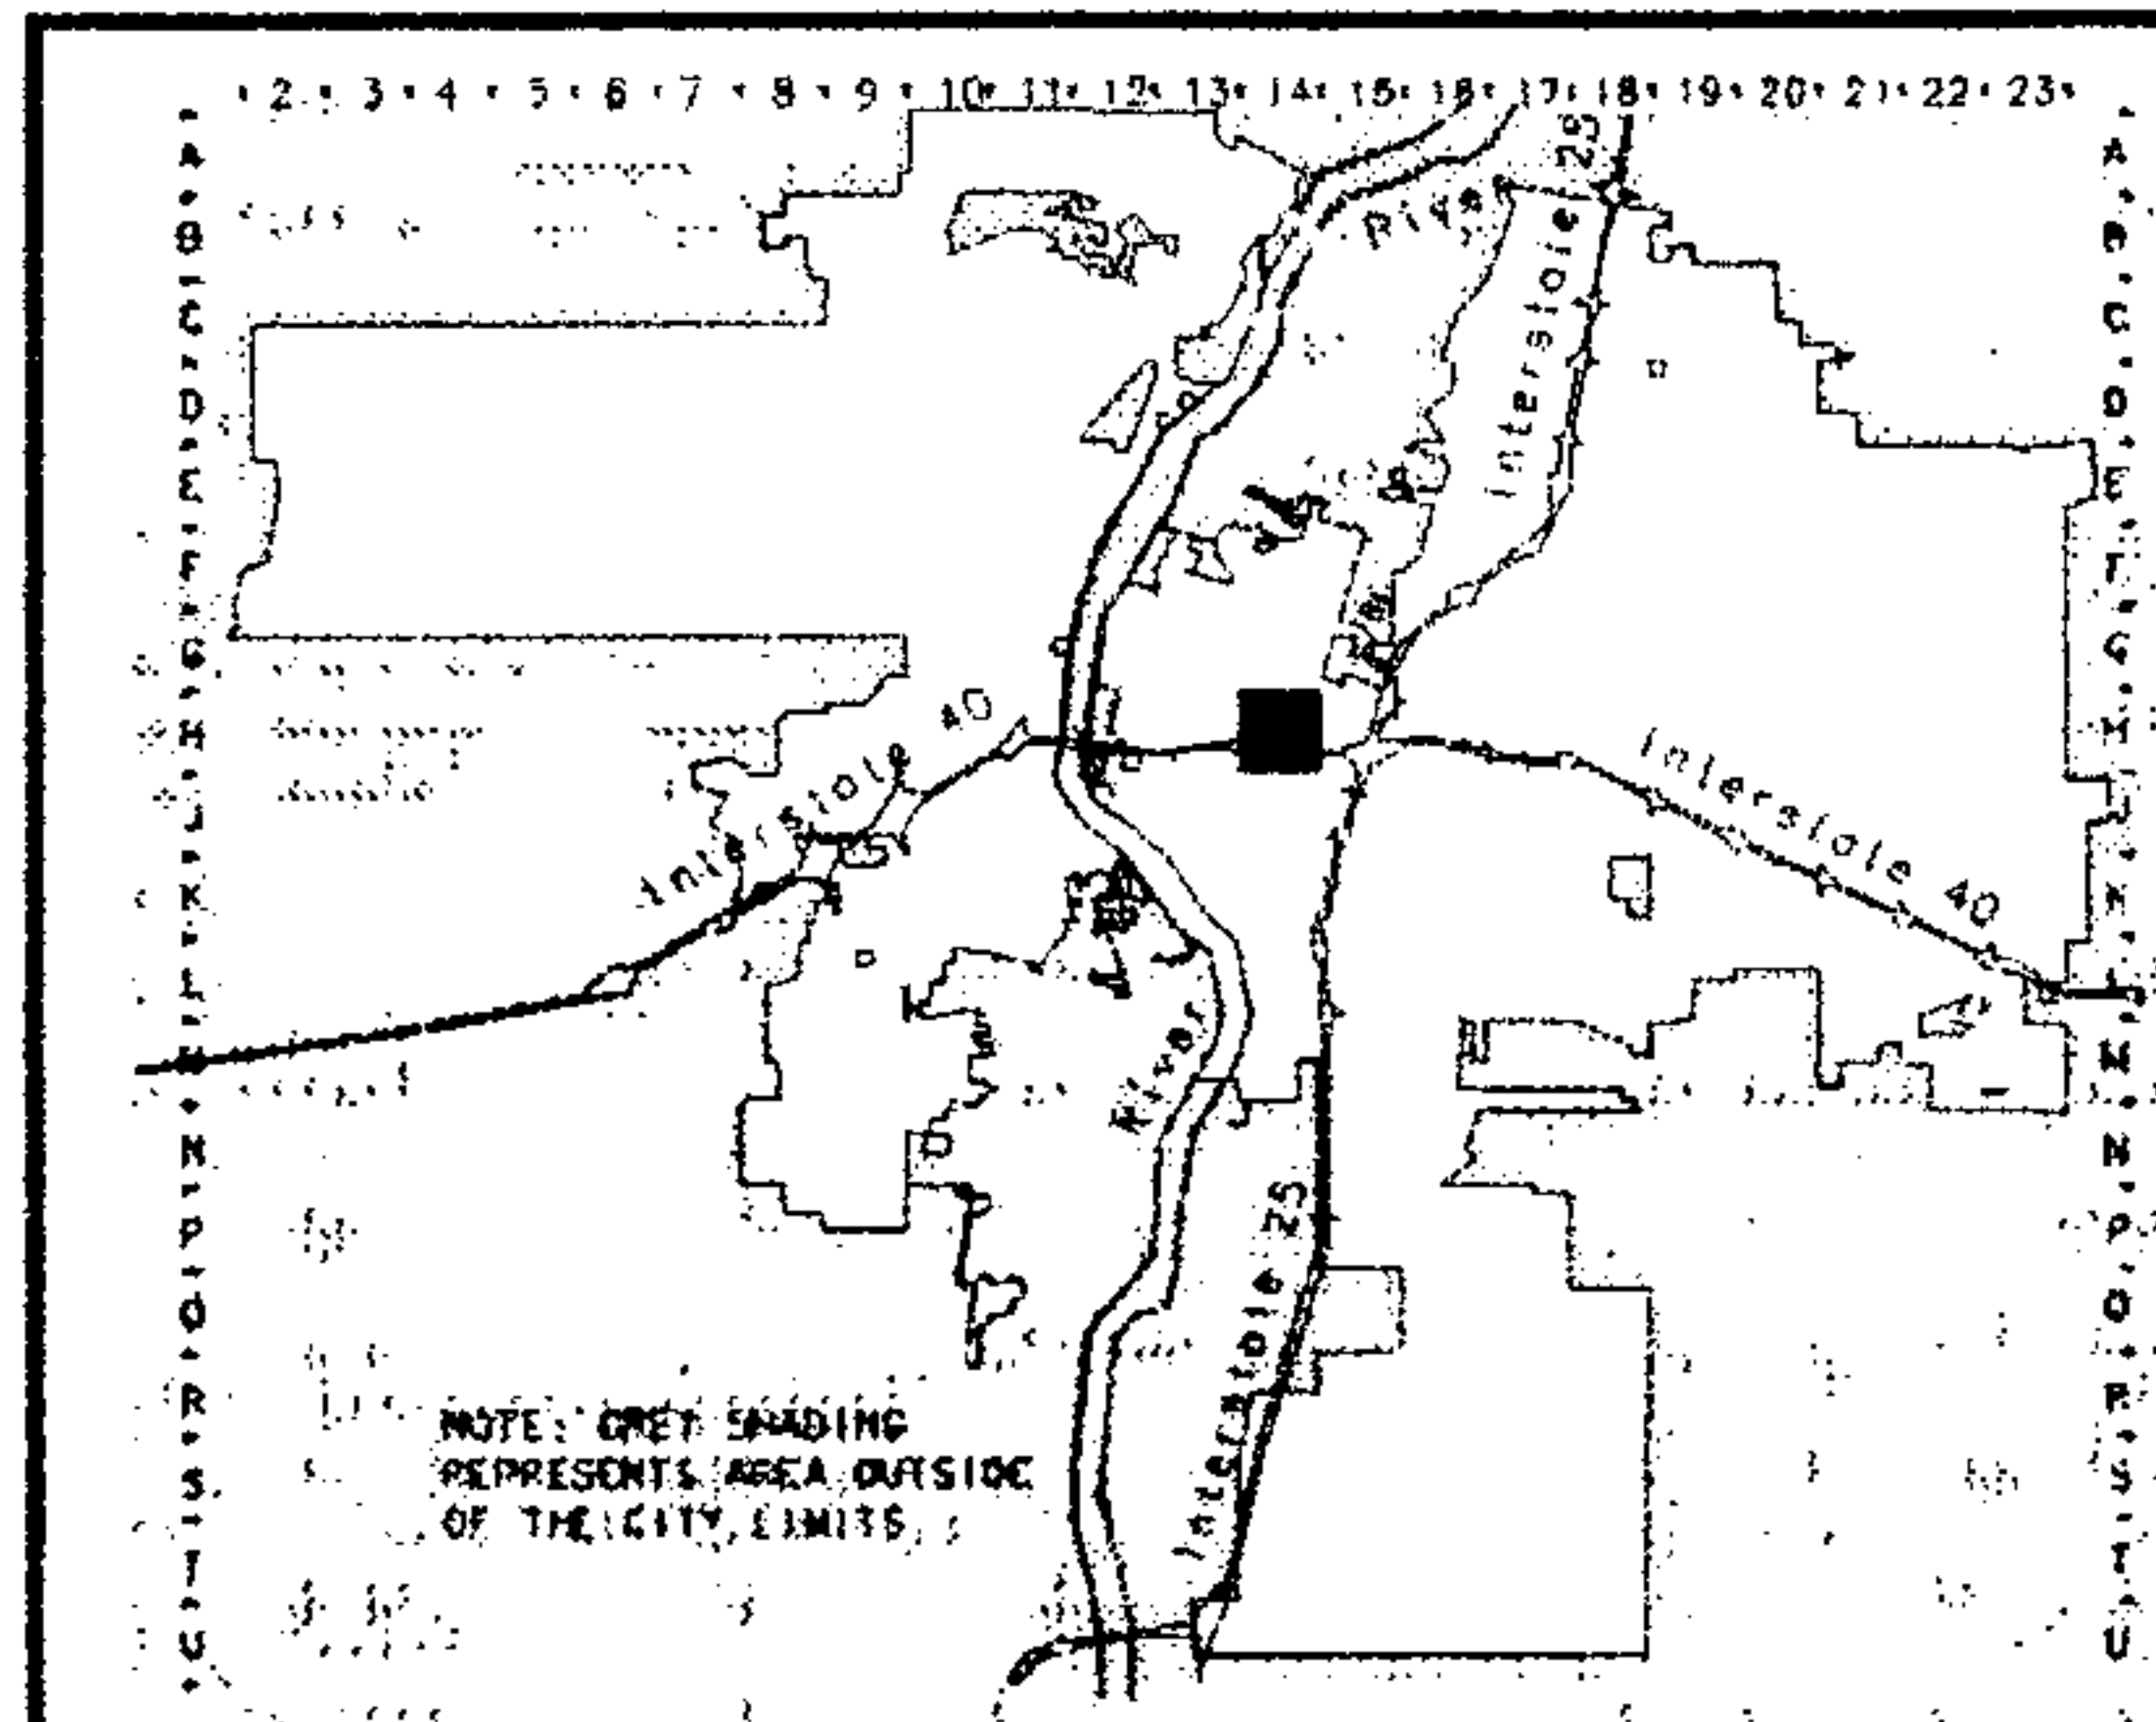 2 3 4 5 6 7 8 9 10 11 12 13 14 15 16 17 18 19 20 21 22 23
A
B
C
D
E
F
G
H
J
K
L
M
N
P
Q
R
S
T
U
Interstate 25
Interstate 40
Interstate 40
River
Interstate 25
NOTE: GREY SHADING
REPRESENTS AREA OUTSIDE
OF THE CITY LIMITS
A
B
C
D
E
F
G
H
J
K
L
M
N
P
Q
R
S
T
U